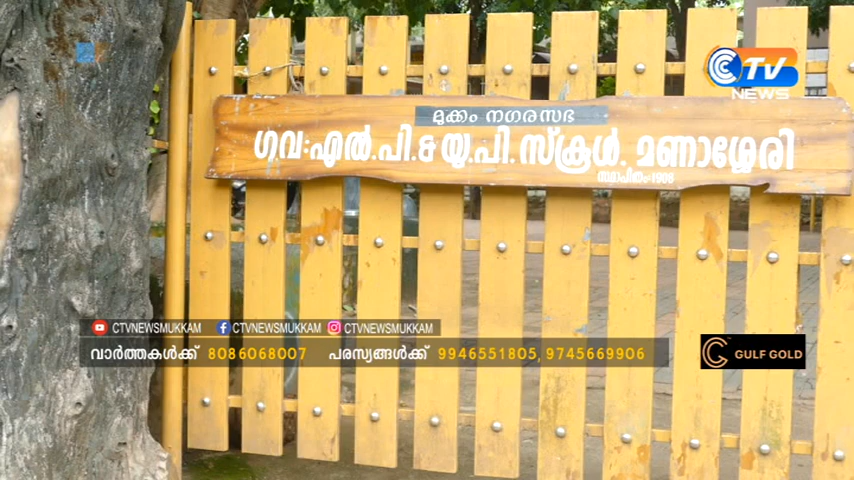 CTV
NEWS
മുക്കം നഗരസഭ
ഗവ:എൽ.പി.&യു.പി.സ്കൂൾ. മണാശ്ശേരി
സ്ഥാപിതം-1908
CTVNEWSMUKKAM CTVNEWSMUKKAM CTVNEWSMUKKAM
വാർത്തകൾക്ക് 8086068007 പരസ്യങ്ങൾക്ക് 9946551805, 9745669906
GULF GOLD